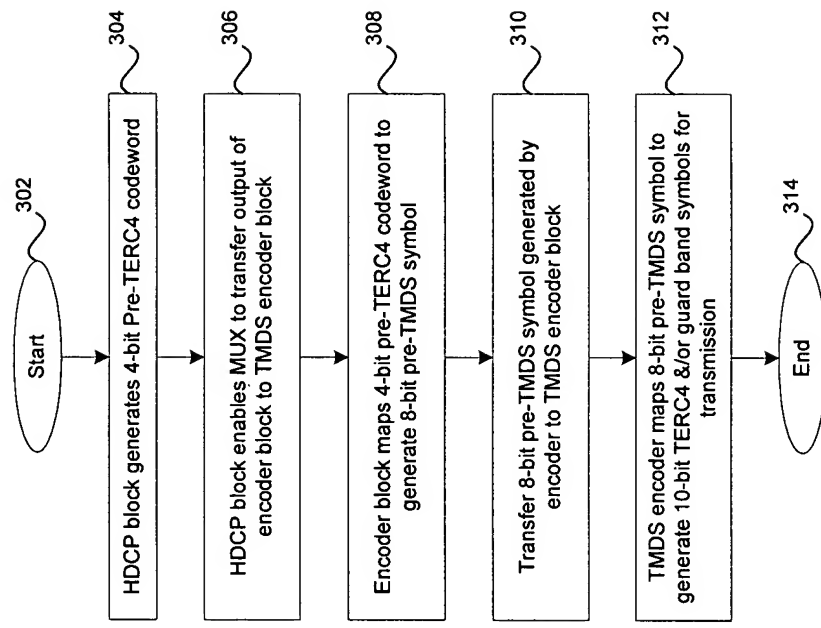 302
Start
304
HDCP block generates 4-bit Pre-TERC4 codeword
306
HDCP block enables MUX to transfer output of
encoder block to TMDS encoder block
308
Encoder block maps 4-bit pre-TERC4 codeword to
generate 8-bit pre-TMDS symbol
310
Transfer 8-bit pre-TMDS symbol generated by
encoder to TMDS encoder block
312
TMDS encoder maps 8-bit pre-TMDS symbol to
generate 10-bit TERC4 &/or guard band symbols for
transmission
314
End